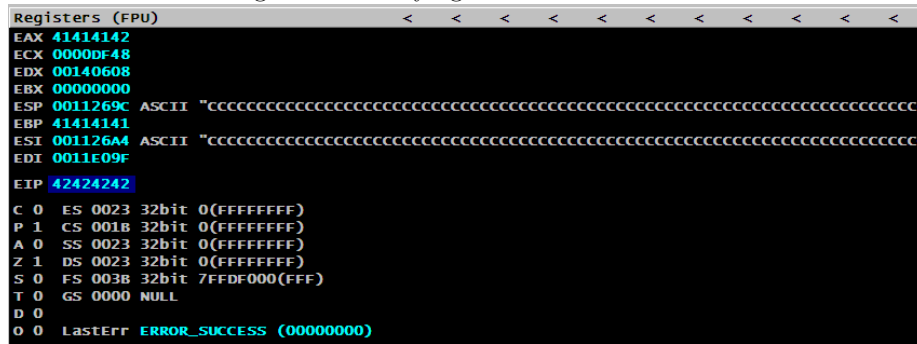 Registers (FPU) < < < < < < < < < < <
EAX 41414142
ECX 0000DF48
EDX 00140608
EBX 00000000
ESP 0011269C ASCII "CCCCCCCCCCCCCCCCCCCCCCCCCCCCCCCCCCCCCCCCCCCCCCCCCCCCCCCCCCCCCCCCCCCCCCCCC
EBP 41414141
ESI 001126A4 ASCII "CCCCCCCCCCCCCCCCCCCCCCCCCCCCCCCCCCCCCCCCCCCCCCCCCCCCCCCCCCCCCCCCCCCCCCCCC
EDI 0011E09F
EIP 42424242
C 0 ES 0023 32bit 0(FFFFFFFF)
P 1 CS 001B 32bit 0(FFFFFFFF)
A 0 SS 0023 32bit 0(FFFFFFFF)
Z 1 DS 0023 32bit 0(FFFFFFFF)
S 0 FS 003B 32bit 7FFDF000(FFF)
T 0 GS 0000 NULL
D 0
O 0 LastErr ERROR_SUCCESS (00000000)